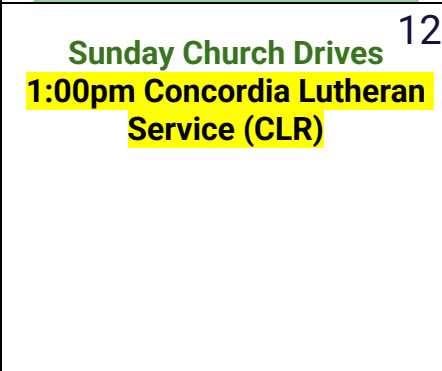 12
Sunday Church Drives
1:00pm Concordia Lutheran
Service (CLR)